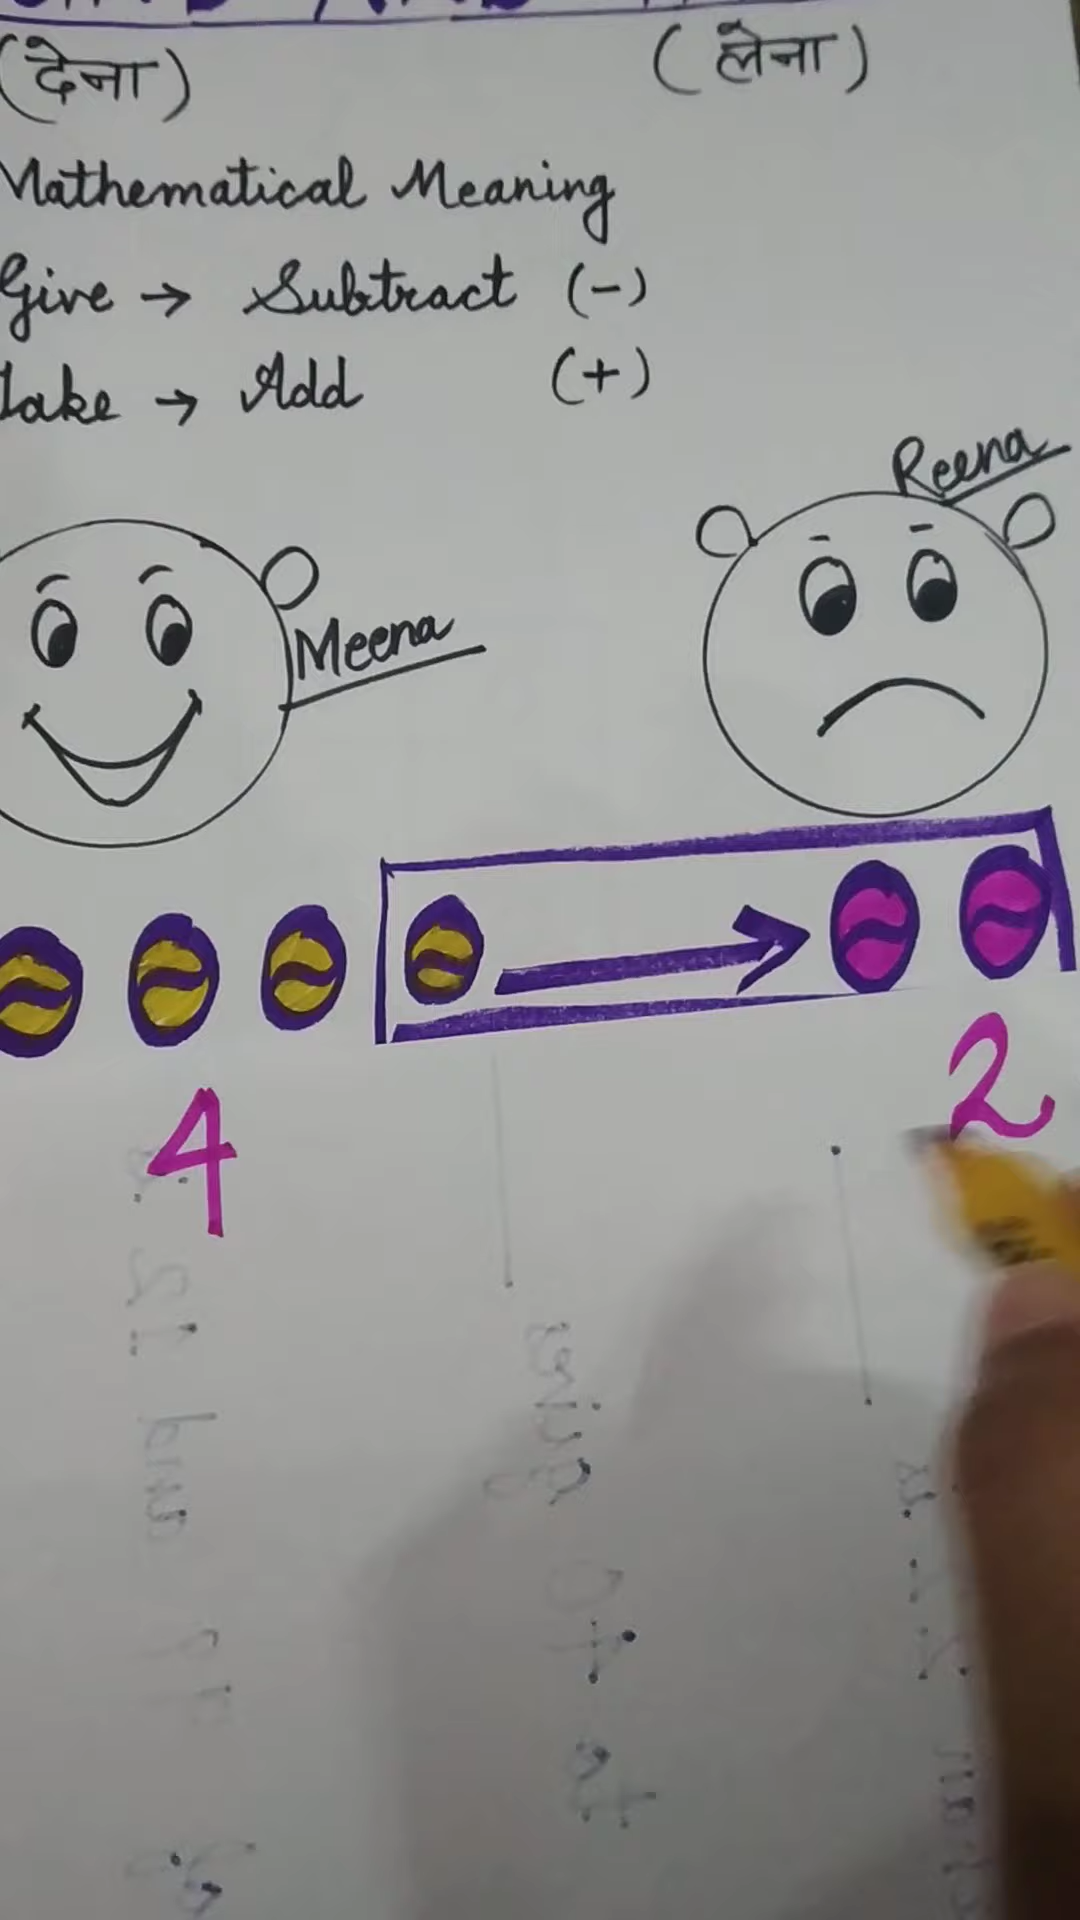 (देना) (लेना)
Mathematical Meaning
Give → Subtract (-)
Take → Add (+)
Reena
Meena
4 2